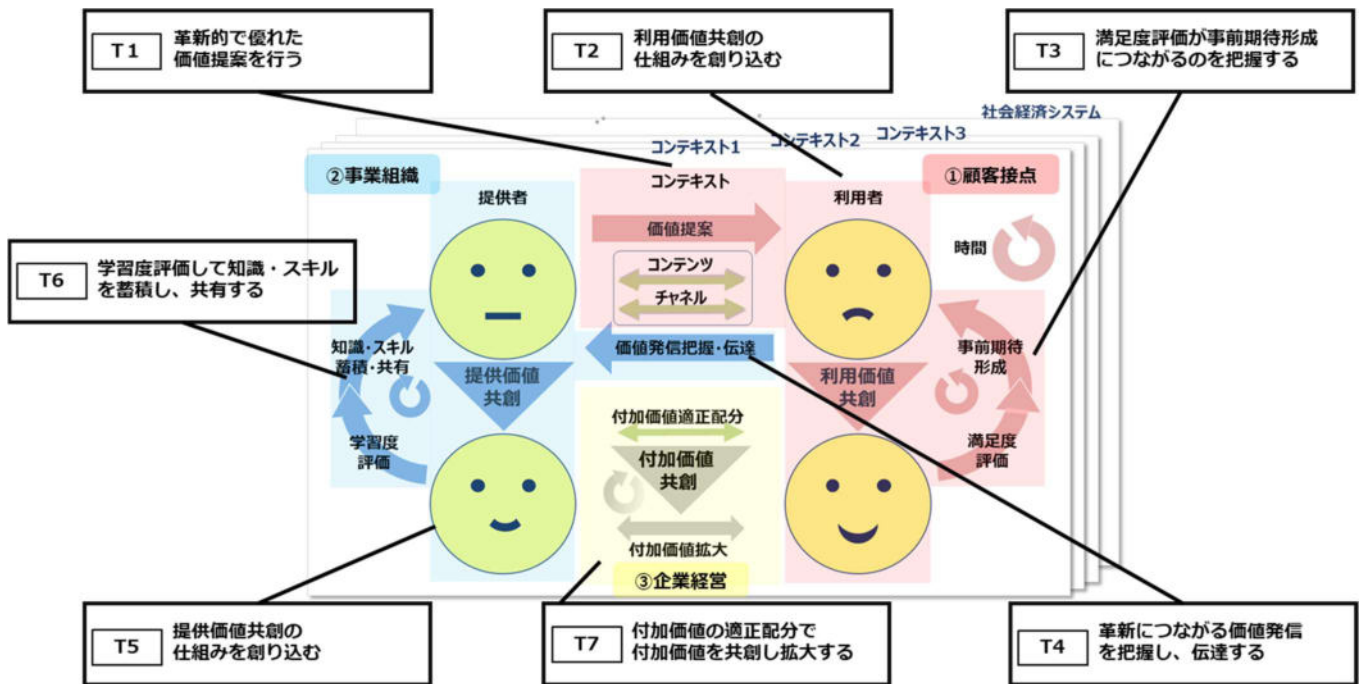 T1
革新的で優れた
価値提案を行う
T2
利用価値共創の
仕組みを創り込む
T3
満足度評価が事前期待形成
につながるのを把握する
社会経済システム
コンテキスト3
コンテキスト2
コンテキスト1
②事業組織
コンテキスト
①顧客接点
提供者
利用者
価値提案
時間
コンテンツ
チャネル
T6
学習度評価して知識・スキル
を蓄積し、共有する
知識・スキル
蓄積・共有
価値発信把握・伝達
事前期待
形成
提供価値
共創
利用価値
共創
付加価値適正配分
学習度
評価
満足度
評価
付加価値
共創
付加価値拡大
③企業経営
T5
提供価値共創の
仕組みを創り込む
T7
付加価値の適正配分で
付加価値を共創し拡大する
T4
革新につながる価値発信
を把握し、伝達する